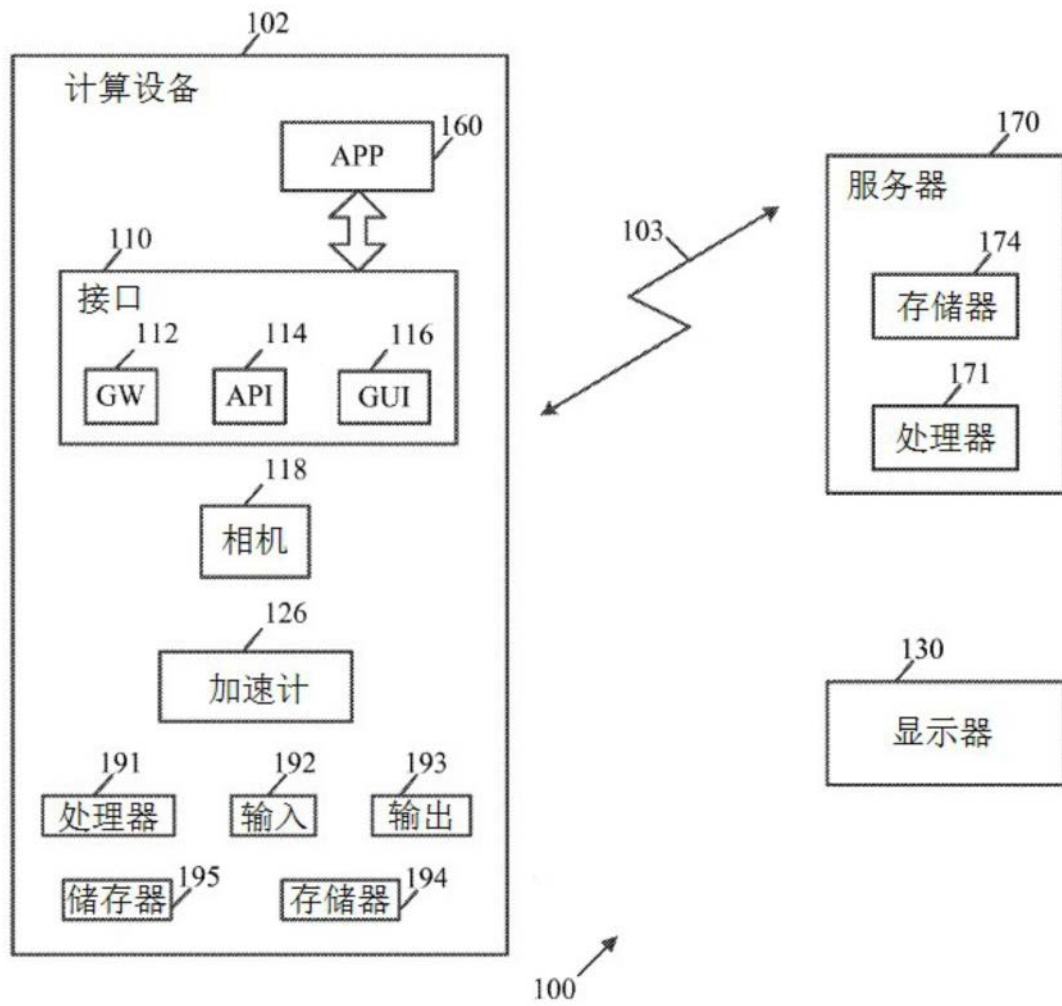 102
计算设备
160
APP
110
接口
112 114 116
GW API GUI
118
相机
126
加速计
191 192 193
处理器 输入 输出
储存器 195 存储器 194
103
170
服务器
174
存储器
171
处理器
130
显示器
100